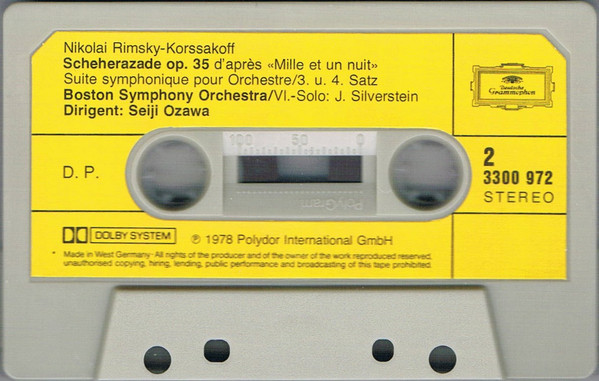 Nikolai Rimsky-Korssakoff
Scheherazade op. 35 d'après «Mille et un nuit»
Suite symphonique pour Orchestre/3. u. 4. Satz
Boston Symphony Orchestra/Vl.-Solo: J. Silverstein
Dirigent: Seiji Ozawa
Deutsche
Grammophon
100 50 0
D. P.
PolyGram
2
3300 972
STEREO
DOLBY SYSTEM
℗ 1978 Polydor International GmbH
* Made in West Germany · All rights of the producer and of the owner of the work reproduced reserved.
unauthorised copying, hiring, lending, public performance and broadcasting of this tape prohibited.